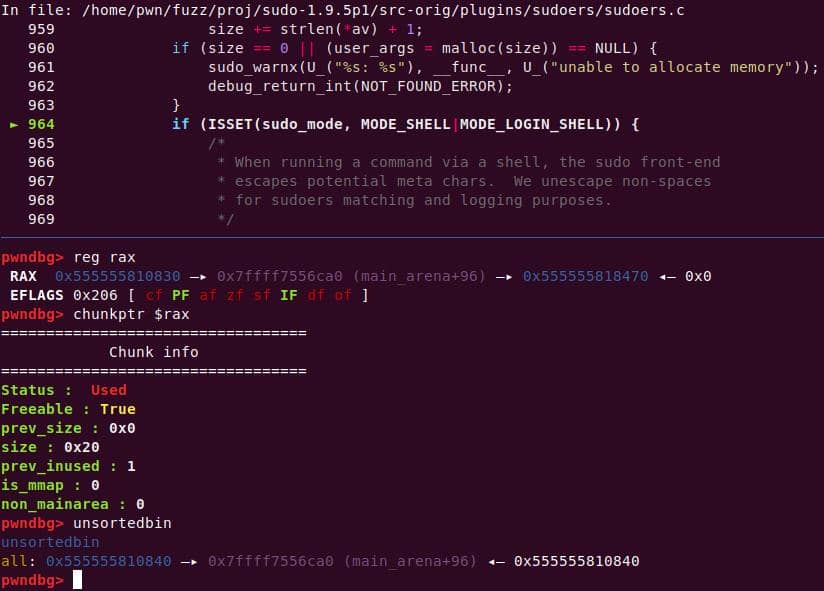 In file: /home/pwn/fuzz/proj/sudo-1.9.5p1/src-orig/plugins/sudoers/sudoers.c
959 size += strlen(*av) + 1;
960 if (size == 0 || (user_args = malloc(size)) == NULL) {
961 sudo_warnx(U_("%s: %s"), __func__, U_("unable to allocate memory"));
962 debug_return_int(NOT_FOUND_ERROR);
963 }
► 964 if (ISSET(sudo_mode, MODE_SHELL|MODE_LOGIN_SHELL)) {
965 /*
966 * When running a command via a shell, the sudo front-end
967 * escapes potential meta chars.  We unescape non-spaces
968 * for sudoers matching and logging purposes.
969 */
pwndbg> reg rax
RAX  0x555555810830 —▸ 0x7ffff7556ca0 (main_arena+96) —▸ 0x555555818470 ◂— 0x0
EFLAGS 0x206 [ cf PF af zf sf IF df of ]
pwndbg> chunkptr $rax
==================================
Chunk info
==================================
Status :  Used
Freeable : True
prev_size : 0x0
size : 0x20
prev_inused : 1
is_mmap : 0
non_mainarea : 0
pwndbg> unsortedbin
unsortedbin
all: 0x555555810840 —▸ 0x7ffff7556ca0 (main_arena+96) ◂— 0x555555810840
pwndbg>